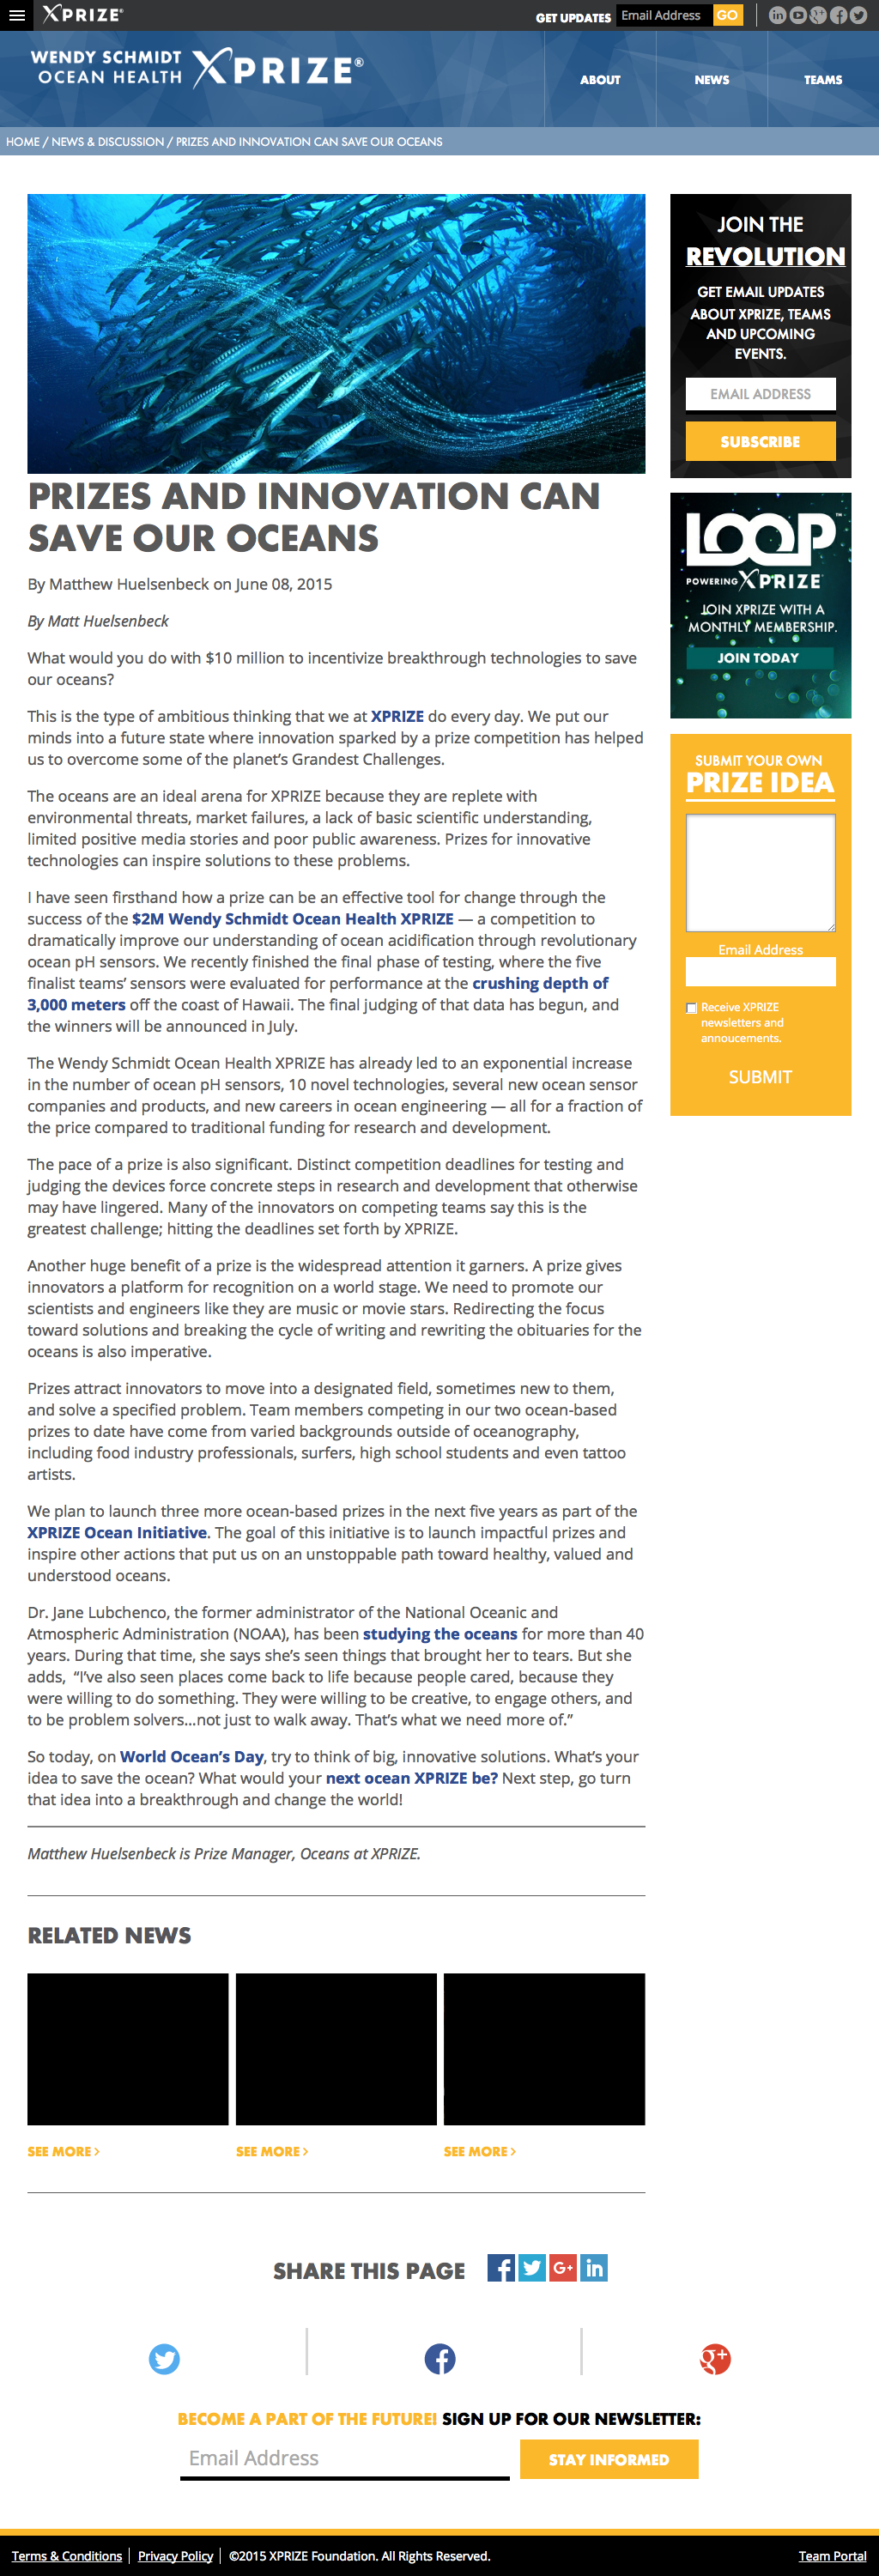 XPRIZE
GET UPDATES Email Address GO
WENDY SCHMIDT
OCEAN HEALTH XPRIZE®
ABOUT NEWS TEAMS
HOME / NEWS & DISCUSSION / PRIZES AND INNOVATION CAN SAVE OUR OCEANS
PRIZES AND INNOVATION CAN
SAVE OUR OCEANS
By Matthew Huelsenbeck on June 08, 2015
By Matt Huelsenbeck
What would you do with $10 million to incentivize breakthrough technologies to save
our oceans?
This is the type of ambitious thinking that we at XPRIZE do every day. We put our
minds into a future state where innovation sparked by a prize competition has helped
us to overcome some of the planet’s Grandest Challenges.
The oceans are an ideal arena for XPRIZE because they are replete with
environmental threats, market failures, a lack of basic scientific understanding,
limited positive media stories and poor public awareness. Prizes for innovative
technologies can inspire solutions to these problems.
I have seen firsthand how a prize can be an effective tool for change through the
success of the $2M Wendy Schmidt Ocean Health XPRIZE — a competition to
dramatically improve our understanding of ocean acidification through revolutionary
ocean pH sensors. We recently finished the final phase of testing, where the five
finalist teams’ sensors were evaluated for performance at the crushing depth of
3,000 meters off the coast of Hawaii. The final judging of that data has begun, and
the winners will be announced in July.
The Wendy Schmidt Ocean Health XPRIZE has already led to an exponential increase
in the number of ocean pH sensors, 10 novel technologies, several new ocean sensor
companies and products, and new careers in ocean engineering — all for a fraction of
the price compared to traditional funding for research and development.
The pace of a prize is also significant. Distinct competition deadlines for testing and
judging the devices force concrete steps in research and development that otherwise
may have lingered. Many of the innovators on competing teams say this is the
greatest challenge; hitting the deadlines set forth by XPRIZE.
Another huge benefit of a prize is the widespread attention it garners. A prize gives
innovators a platform for recognition on a world stage. We need to promote our
scientists and engineers like they are music or movie stars. Redirecting the focus
toward solutions and breaking the cycle of writing and rewriting the obituaries for the
oceans is also imperative.
Prizes attract innovators to move into a designated field, sometimes new to them,
and solve a specified problem. Team members competing in our two ocean-based
prizes to date have come from varied backgrounds outside of oceanography,
including food industry professionals, surfers, high school students and even tattoo
artists.
We plan to launch three more ocean-based prizes in the next five years as part of the
XPRIZE Ocean Initiative. The goal of this initiative is to launch impactful prizes and
inspire other actions that put us on an unstoppable path toward healthy, valued and
understood oceans.
Dr. Jane Lubchenco, the former administrator of the National Oceanic and
Atmospheric Administration (NOAA), has been studying the oceans for more than 40
years. During that time, she says she’s seen things that brought her to tears. But she
adds, “I’ve also seen places come back to life because people cared, because they
were willing to do something. They were willing to be creative, to engage others, and
to be problem solvers...not just to walk away. That’s what we need more of.”
So today, on World Ocean’s Day, try to think of big, innovative solutions. What’s your
idea to save the ocean? What would your next ocean XPRIZE be? Next step, go turn
that idea into a breakthrough and change the world!
Matthew Huelsenbeck is Prize Manager, Oceans at XPRIZE.
JOIN THE
REVOLUTION
GET EMAIL UPDATES
ABOUT XPRIZE, TEAMS
AND UPCOMING
EVENTS.
EMAIL ADDRESS
SUBSCRIBE
LOOP™
POWERING XPRIZE
JOIN XPRIZE WITH A
MONTHLY MEMBERSHIP.
JOIN TODAY
SUBMIT YOUR OWN
PRIZE IDEA
Email Address
Receive XPRIZE
newsletters and
annoucements.
SUBMIT
RELATED NEWS
SEE MORE > SEE MORE > SEE MORE >
SHARE THIS PAGE
BECOME A PART OF THE FUTURE! SIGN UP FOR OUR NEWSLETTER:
Email Address STAY INFORMED
Terms & Conditions | Privacy Policy | ©2015 XPRIZE Foundation. All Rights Reserved. Team Portal